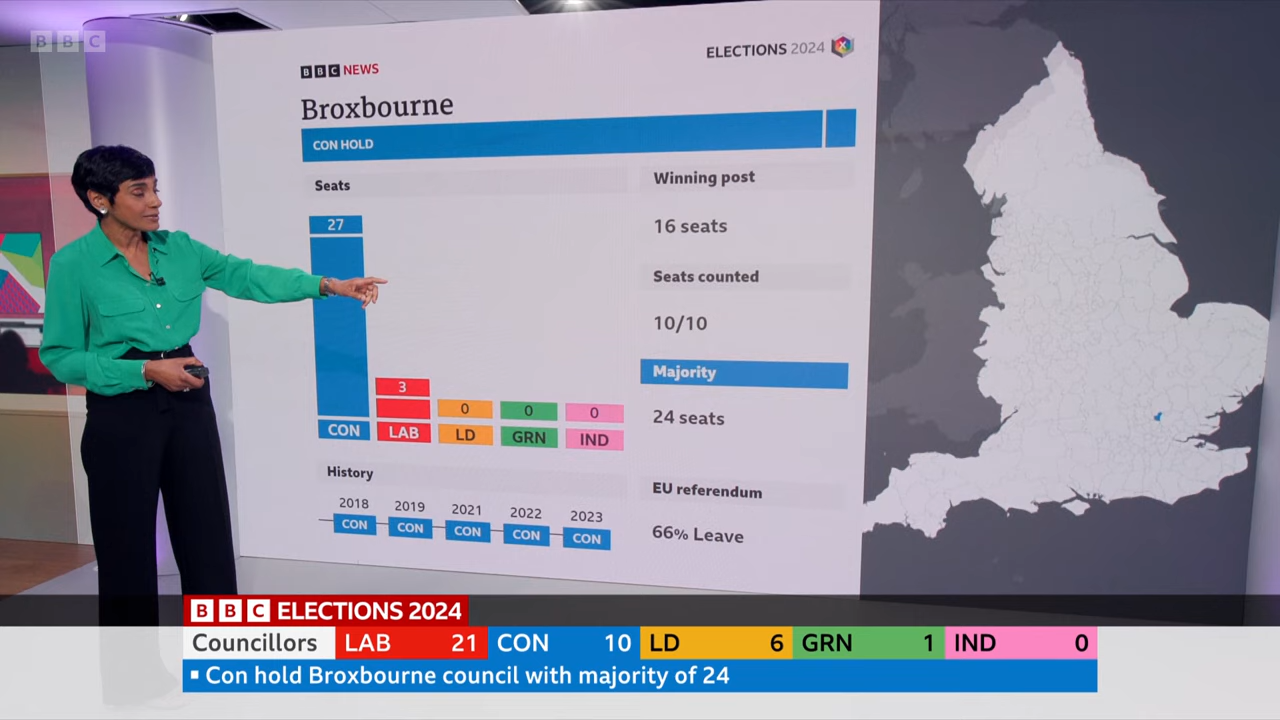 BBC
BBC NEWS
ELECTIONS 2024
Broxbourne
CON HOLD
Seats
27
3
0
0
0
CON
LAB
LD
GRN
IND
History
2018
2019
2021
2022
2023
CON
CON
CON
CON
CON
Winning post
16 seats
Seats counted
10/10
Majority
24 seats
EU referendum
66% Leave
BBC ELECTIONS 2024
Councillors LAB 21 CON 10 LD 6 GRN 1 IND 0
Con hold Broxbourne council with majority of 24